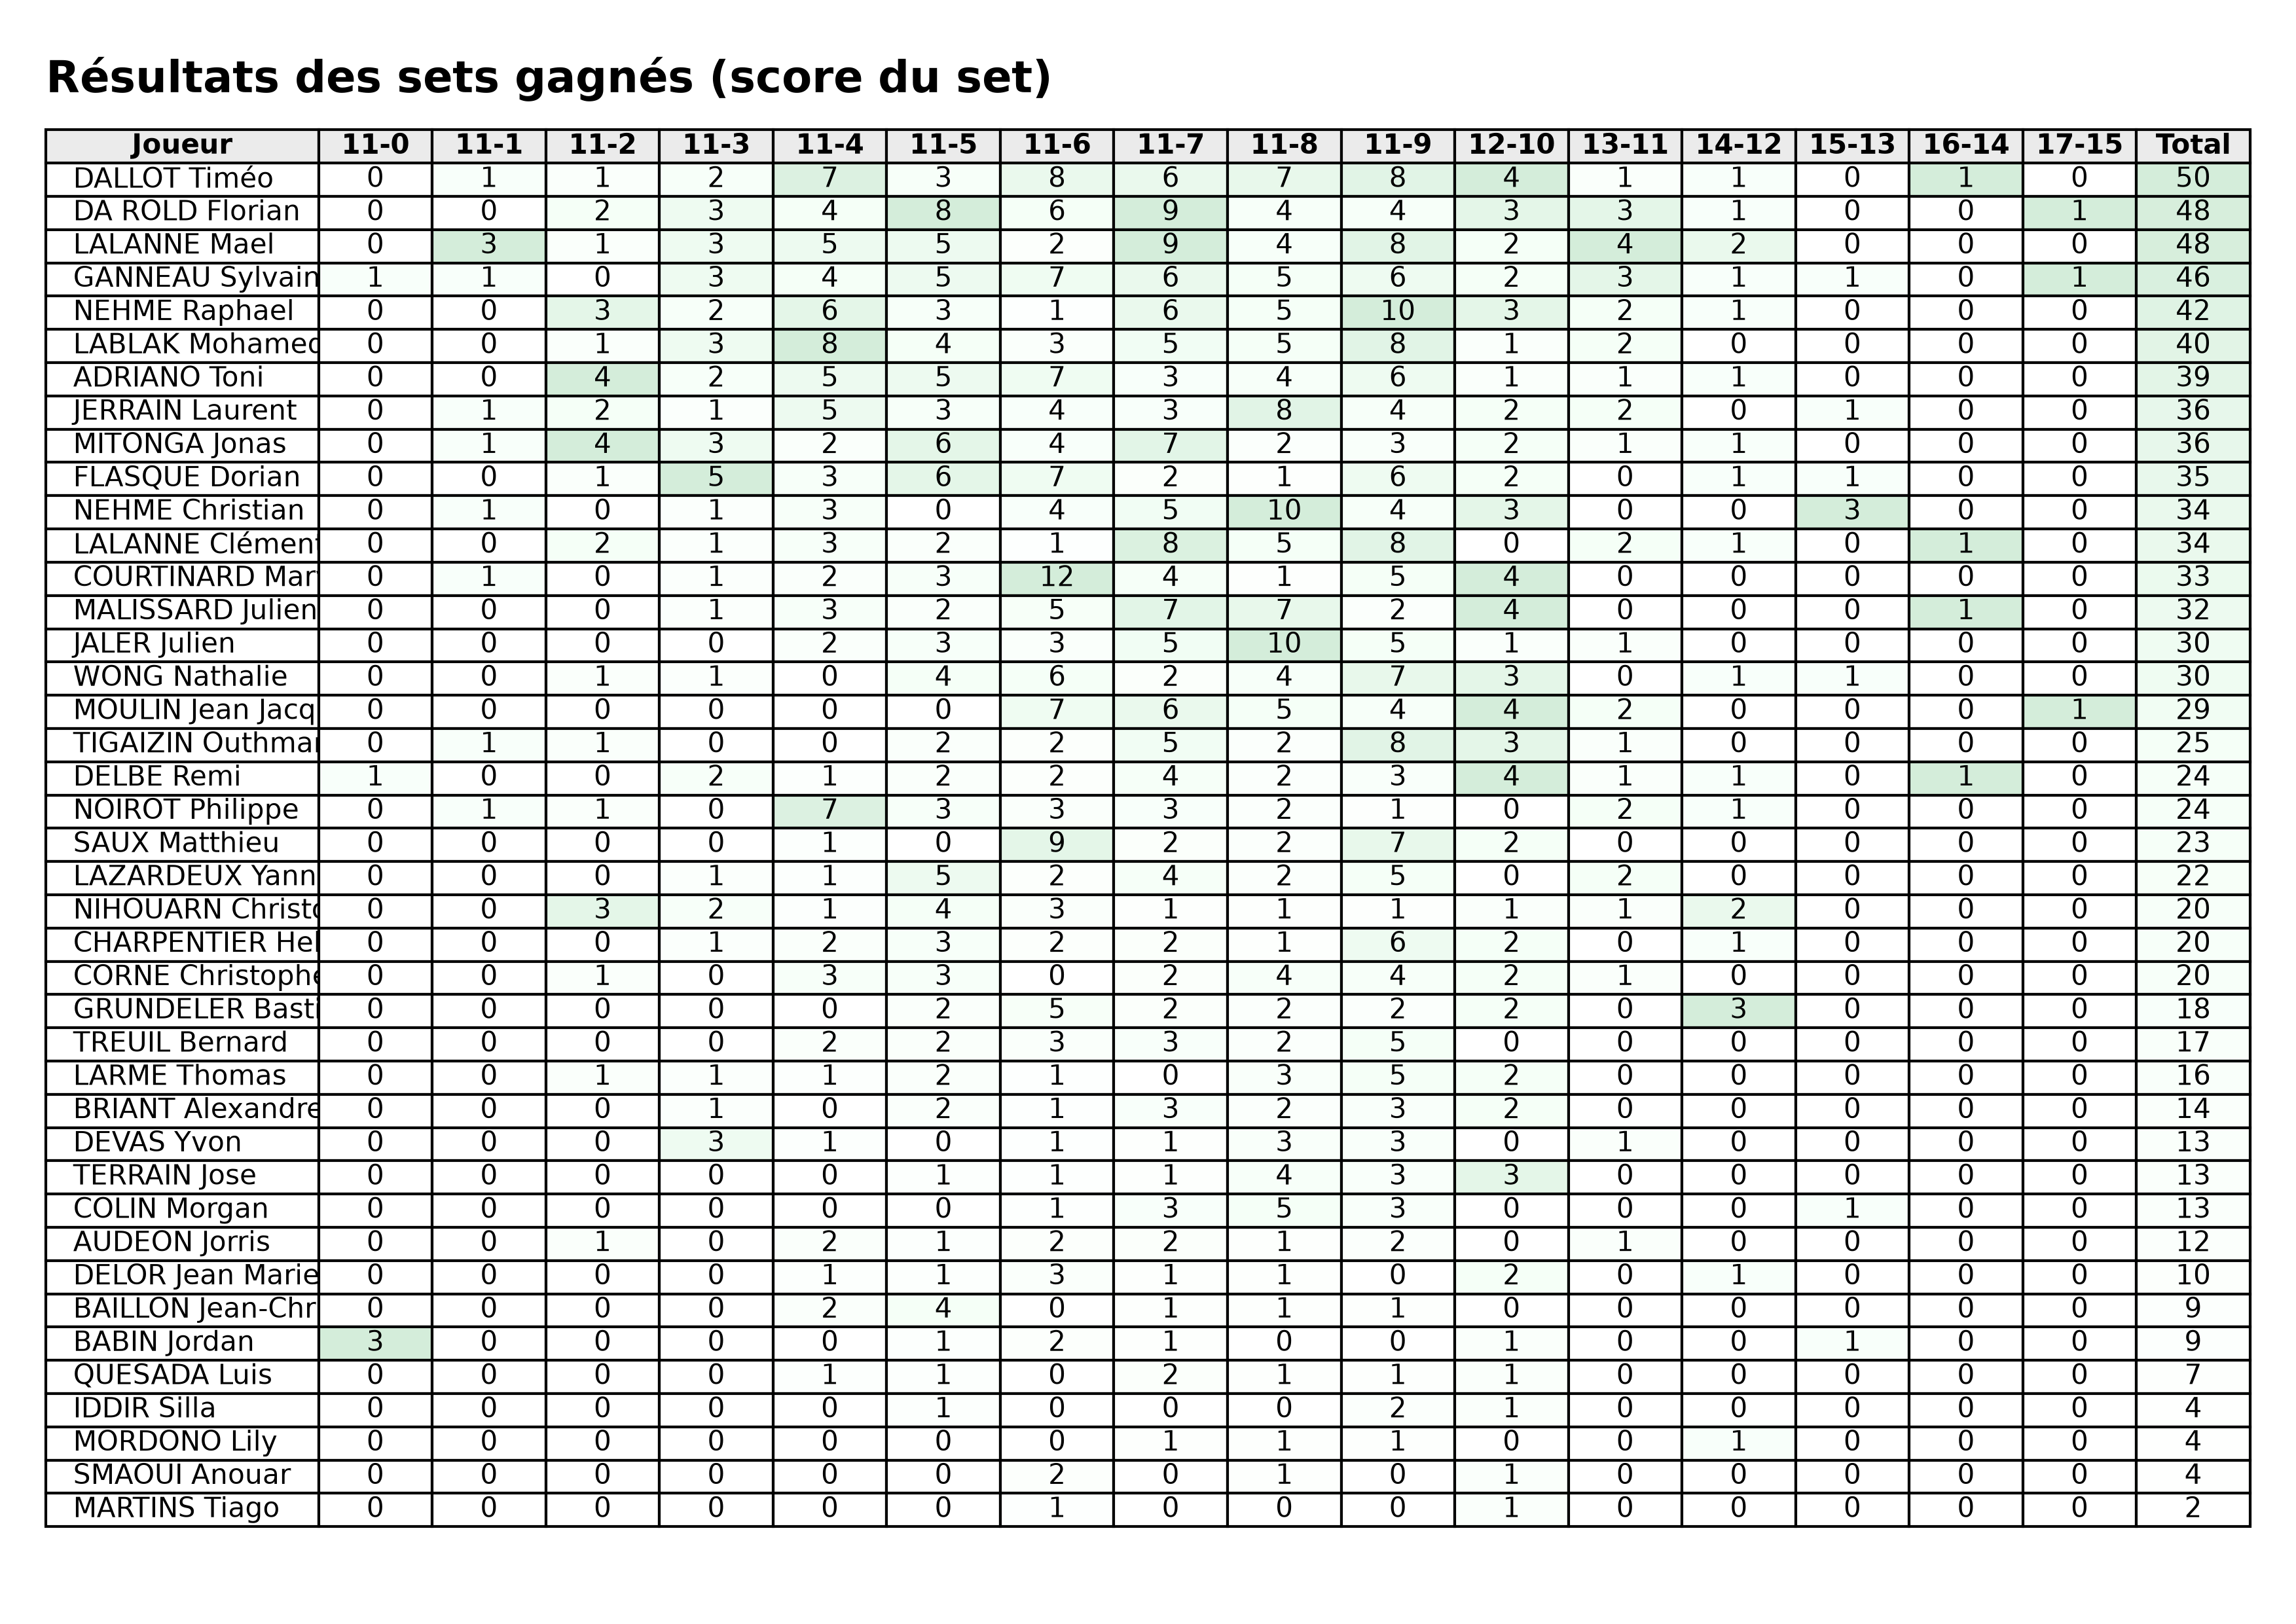 Résultats des sets gagnés (score du set)
Joueur 11-0 11-1 11-2 11-3 11-4 11-5 11-6 11-7 11-8 11-9 12-10 13-11 14-12 15-13 16-14 17-15 Total
DALLOT Timéo 0 1 1 2 7 3 8 6 7 8 4 1 1 0 1 0 50
DA ROLD Florian 0 0 2 3 4 8 6 9 4 4 3 3 1 0 0 1 48
LALANNE Mael 0 3 1 3 5 5 2 9 4 8 2 4 2 0 0 0 48
GANNEAU Sylvain 1 1 0 3 4 5 7 6 5 6 2 3 1 1 0 1 46
NEHME Raphael 0 0 3 2 6 3 1 6 5 10 3 2 1 0 0 0 42
LABLAK Mohamed 0 0 1 3 8 4 3 5 5 8 1 2 0 0 0 0 40
ADRIANO Toni 0 0 4 2 5 5 7 3 4 6 1 1 1 0 0 0 39
JERRAIN Laurent 0 1 2 1 5 3 4 3 8 4 2 2 0 1 0 0 36
MITONGA Jonas 0 1 4 3 2 6 4 7 2 3 2 1 1 0 0 0 36
FLASQUE Dorian 0 0 1 5 3 6 7 2 1 6 2 0 1 1 0 0 35
NEHME Christian 0 1 0 1 3 0 4 5 10 4 3 0 0 3 0 0 34
LALANNE Clément 0 0 2 1 3 2 1 8 5 8 0 2 1 0 1 0 34
COURTINARD Mar 0 1 0 1 2 3 12 4 1 5 4 0 0 0 0 0 33
MALISSARD Julien 0 0 0 1 3 2 5 7 7 2 4 0 0 0 1 0 32
JALER Julien 0 0 0 0 2 3 3 5 10 5 1 1 0 0 0 0 30
WONG Nathalie 0 0 1 1 0 4 6 2 4 7 3 0 1 1 0 0 30
MOULIN Jean Jacq 0 0 0 0 0 0 7 6 5 4 4 2 0 0 0 1 29
TIGAIZIN Outhman 0 1 1 0 0 2 2 5 2 8 3 1 0 0 0 0 25
DELBE Remi 1 0 0 2 1 2 2 4 2 3 4 1 1 0 1 0 24
NOIROT Philippe 0 1 1 0 7 3 3 3 2 1 0 2 1 0 0 0 24
SAUX Matthieu 0 0 0 0 1 0 9 2 2 7 2 0 0 0 0 0 23
LAZARDEUX Yann 0 0 0 1 1 5 2 4 2 5 0 2 0 0 0 0 22
NIHOUARN Christo 0 0 3 2 1 4 3 1 1 1 1 1 2 0 0 0 20
CHARPENTIER Hel 0 0 0 1 2 3 2 2 1 6 2 0 1 0 0 0 20
CORNE Christophe 0 0 1 0 3 3 0 2 4 4 2 1 0 0 0 0 20
GRUNDELER Basti 0 0 0 0 0 2 5 2 2 2 2 0 3 0 0 0 18
TREUIL Bernard 0 0 0 0 2 2 3 3 2 5 0 0 0 0 0 0 17
LARME Thomas 0 0 1 1 1 2 1 0 3 5 2 0 0 0 0 0 16
BRIANT Alexandre 0 0 0 1 0 2 1 3 2 3 2 0 0 0 0 0 14
DEVAS Yvon 0 0 0 3 1 0 1 1 3 3 0 1 0 0 0 0 13
TERRAIN Jose 0 0 0 0 0 1 1 1 4 3 3 0 0 0 0 0 13
COLIN Morgan 0 0 0 0 0 0 1 3 5 3 0 0 0 1 0 0 13
AUDEON Jorris 0 0 1 0 2 1 2 2 1 2 0 1 0 0 0 0 12
DELOR Jean Marie 0 0 0 0 1 1 3 1 1 0 2 0 1 0 0 0 10
BAILLON Jean-Chr 0 0 0 0 2 4 0 1 1 1 0 0 0 0 0 0 9
BABIN Jordan 3 0 0 0 0 1 2 1 0 0 1 0 0 1 0 0 9
QUESADA Luis 0 0 0 0 1 1 0 2 1 1 1 0 0 0 0 0 7
IDDIR Silla 0 0 0 0 0 1 0 0 0 2 1 0 0 0 0 0 4
MORDONO Lily 0 0 0 0 0 0 0 1 1 1 0 0 1 0 0 0 4
SMAOUI Anouar 0 0 0 0 0 0 2 0 1 0 1 0 0 0 0 0 4
MARTINS Tiago 0 0 0 0 0 0 1 0 0 0 1 0 0 0 0 0 2